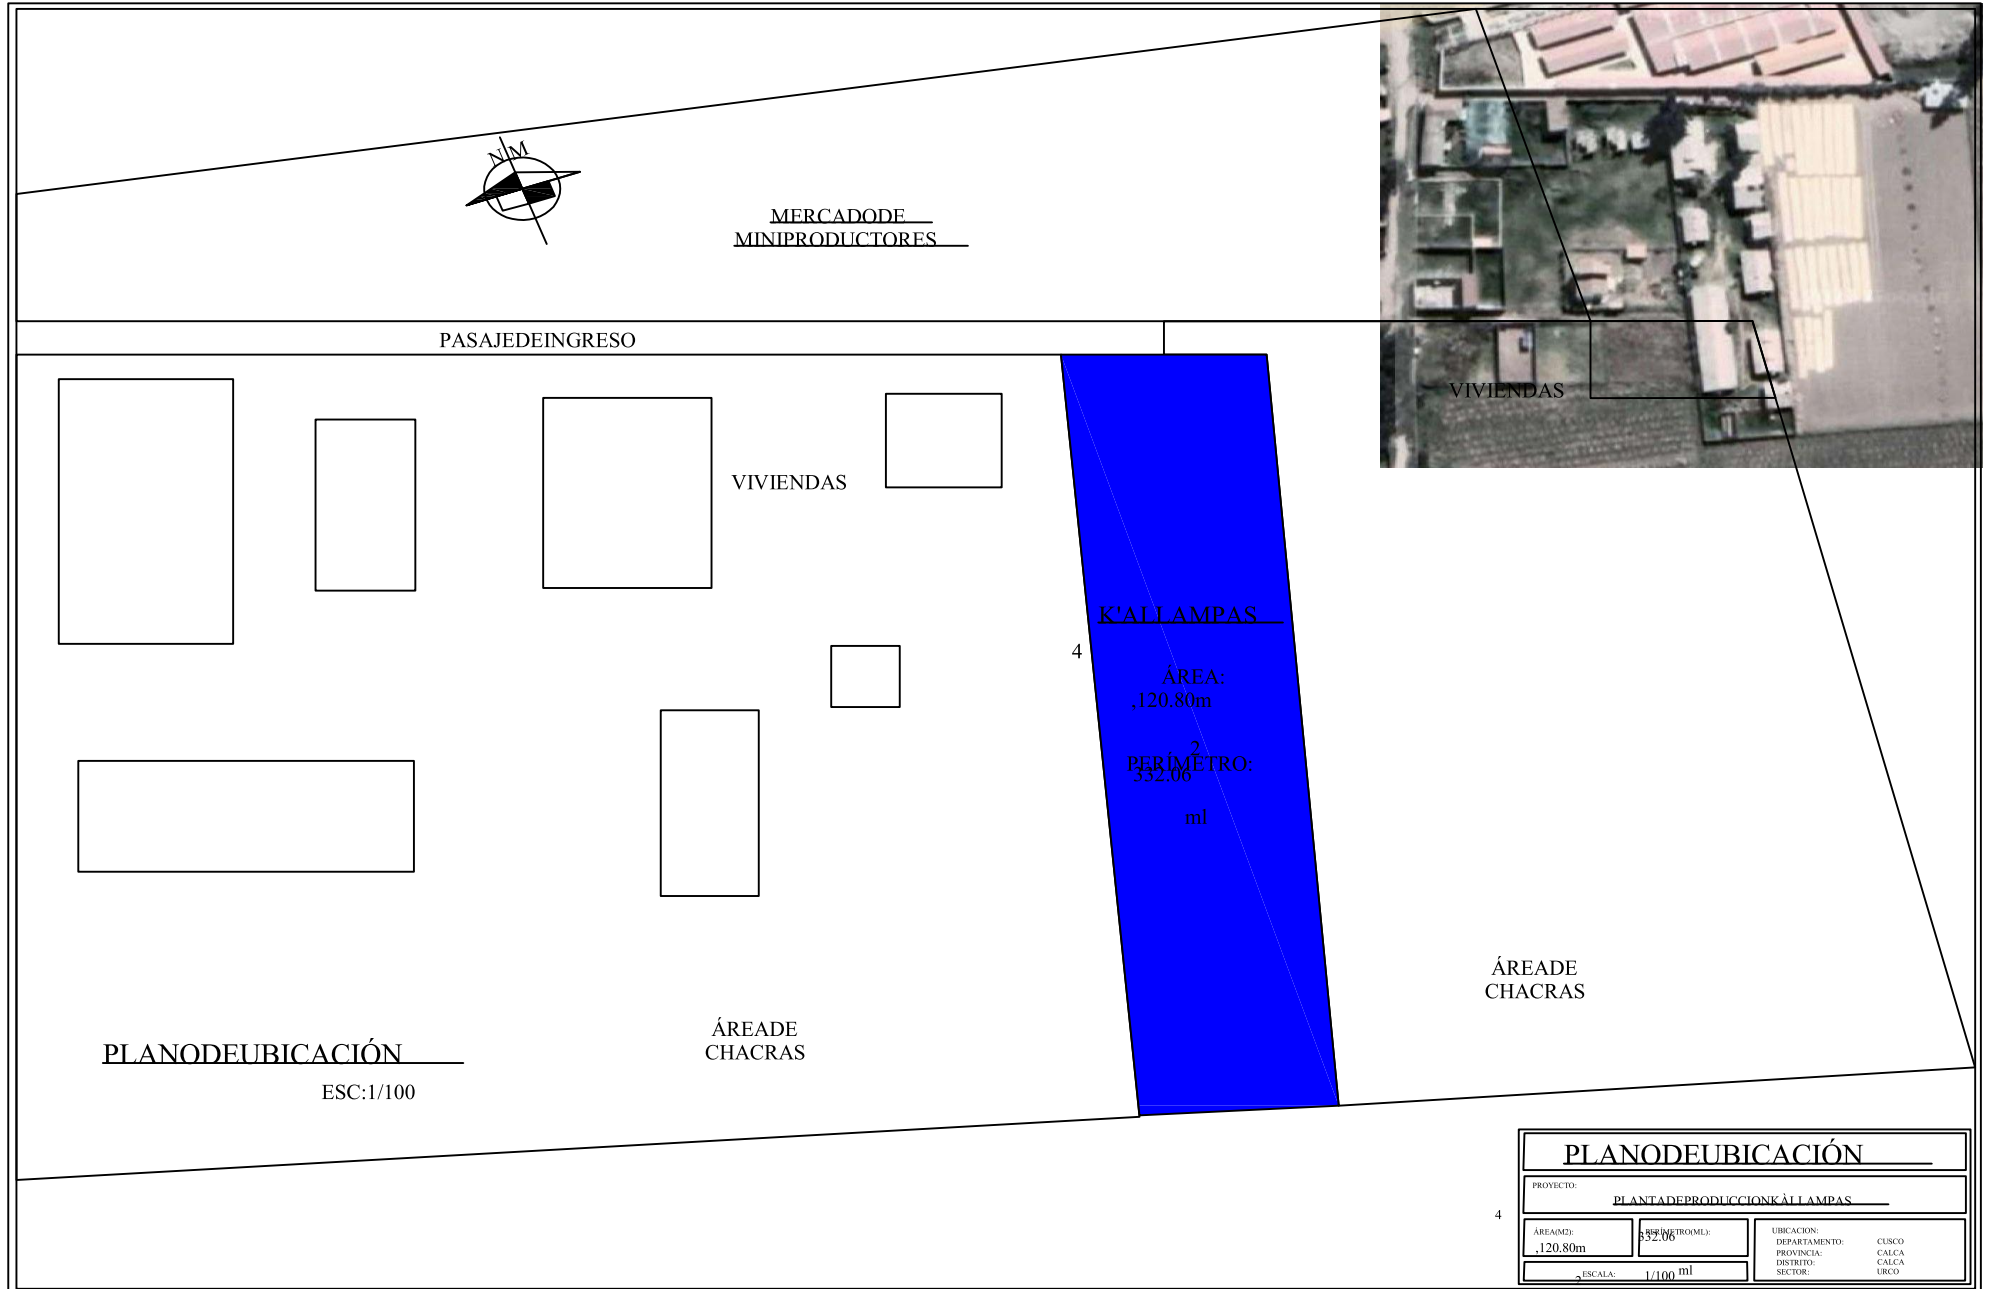 N M
MERCADODE
MINIPRODUCTORES
PASAJEDEINGRESO
VIVIENDAS
VIVIENDAS
K'ALLAMPAS
4
ÁREA:
,120.80m
2
PERÍMETRO:
332.06
ml
ÁREADE
CHACRAS
ÁREADE
CHACRAS
PLANODEUBICACIÓN
ESC:1/100
PLANODEUBICACIÓN
PROYECTO:
PLANTADEPRODUCCIONKÀLLAMPAS
4
ÁREA(M2):
,120.80m
2
PERÍMETRO(ML):
332.06
ml
ESCALA: 1/100
UBICACION:
DEPARTAMENTO: CUSCO
PROVINCIA: CALCA
DISTRITO: CALCA
SECTOR: URCO